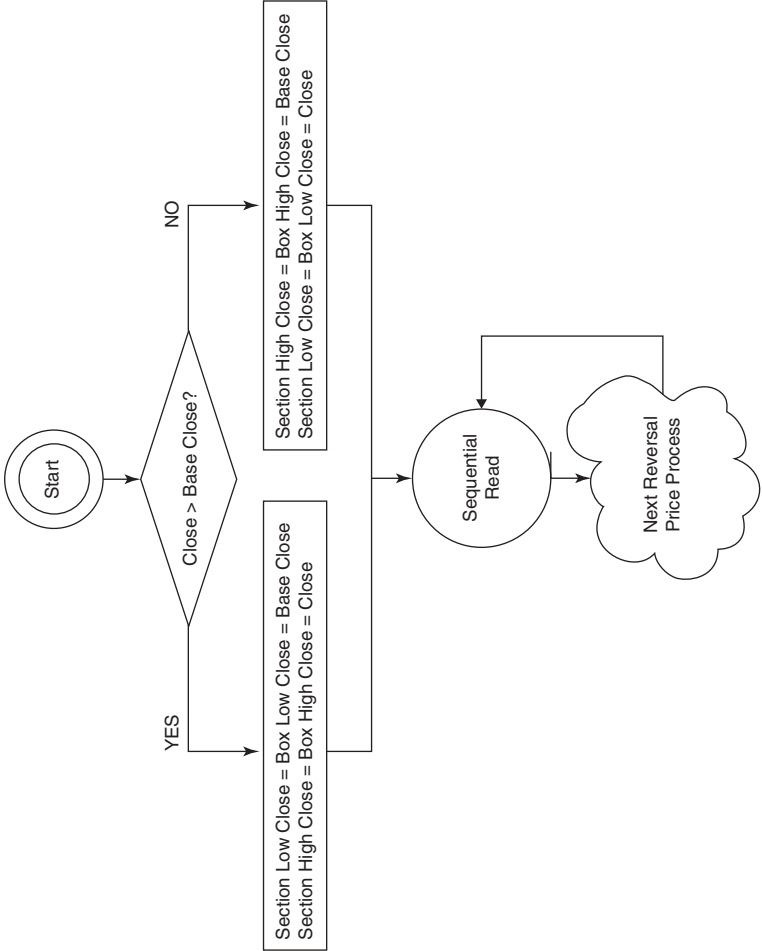 Start
Close > Base Close?
YES
NO
Section Low Close = Box Low Close = Base Close
Section High Close = Box High Close = Close
Section High Close = Box High Close = Base Close
Section Low Close = Box Low Close = Close
Sequential
Read
Next Reversal
Price Process